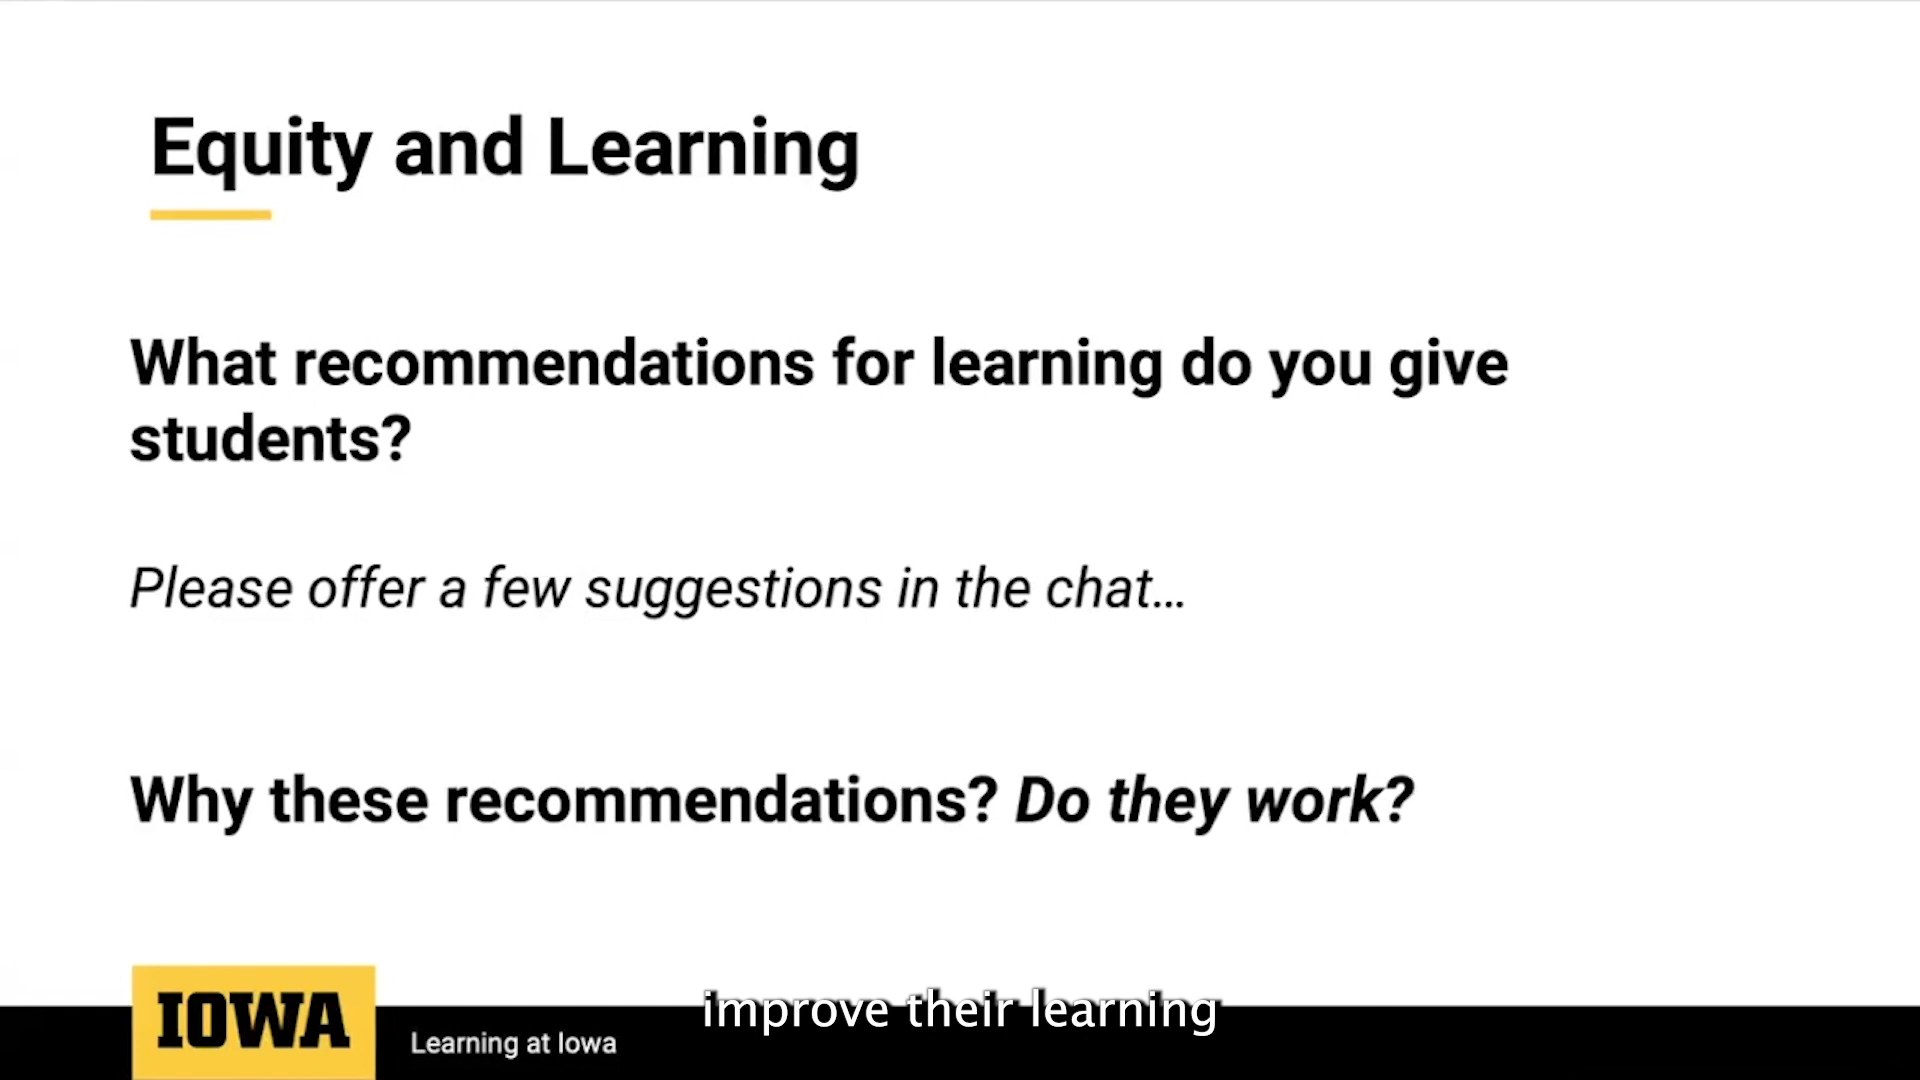 Equity and Learning
What recommendations for learning do you give
students?
Please offer a few suggestions in the chat…
Why these recommendations? Do they work?
IOWA
Learning at Iowa
improve their learning